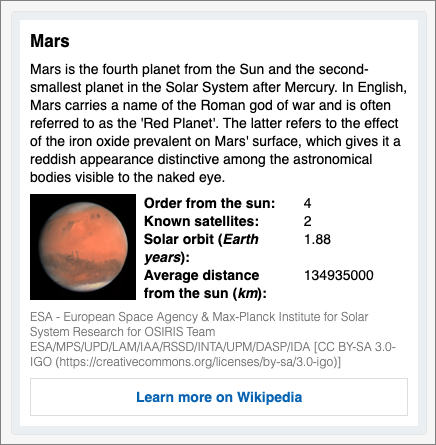 Mars
Mars is the fourth planet from the Sun and the second-
smallest planet in the Solar System after Mercury. In English,
Mars carries a name of the Roman god of war and is often
referred to as the 'Red Planet'. The latter refers to the effect
of the iron oxide prevalent on Mars' surface, which gives it a
reddish appearance distinctive among the astronomical
bodies visible to the naked eye.
Order from the sun: 4
Known satellites: 2
Solar orbit (Earth 1.88
years):
Average distance 134935000
from the sun (km):
ESA - European Space Agency & Max-Planck Institute for Solar
System Research for OSIRIS Team
ESA/MPS/UPD/LAM/IAA/RSSD/INTA/UPM/DASP/IDA [CC BY-SA 3.0-
IGO (https://creativecommons.org/licenses/by-sa/3.0-igo)]
Learn more on Wikipedia